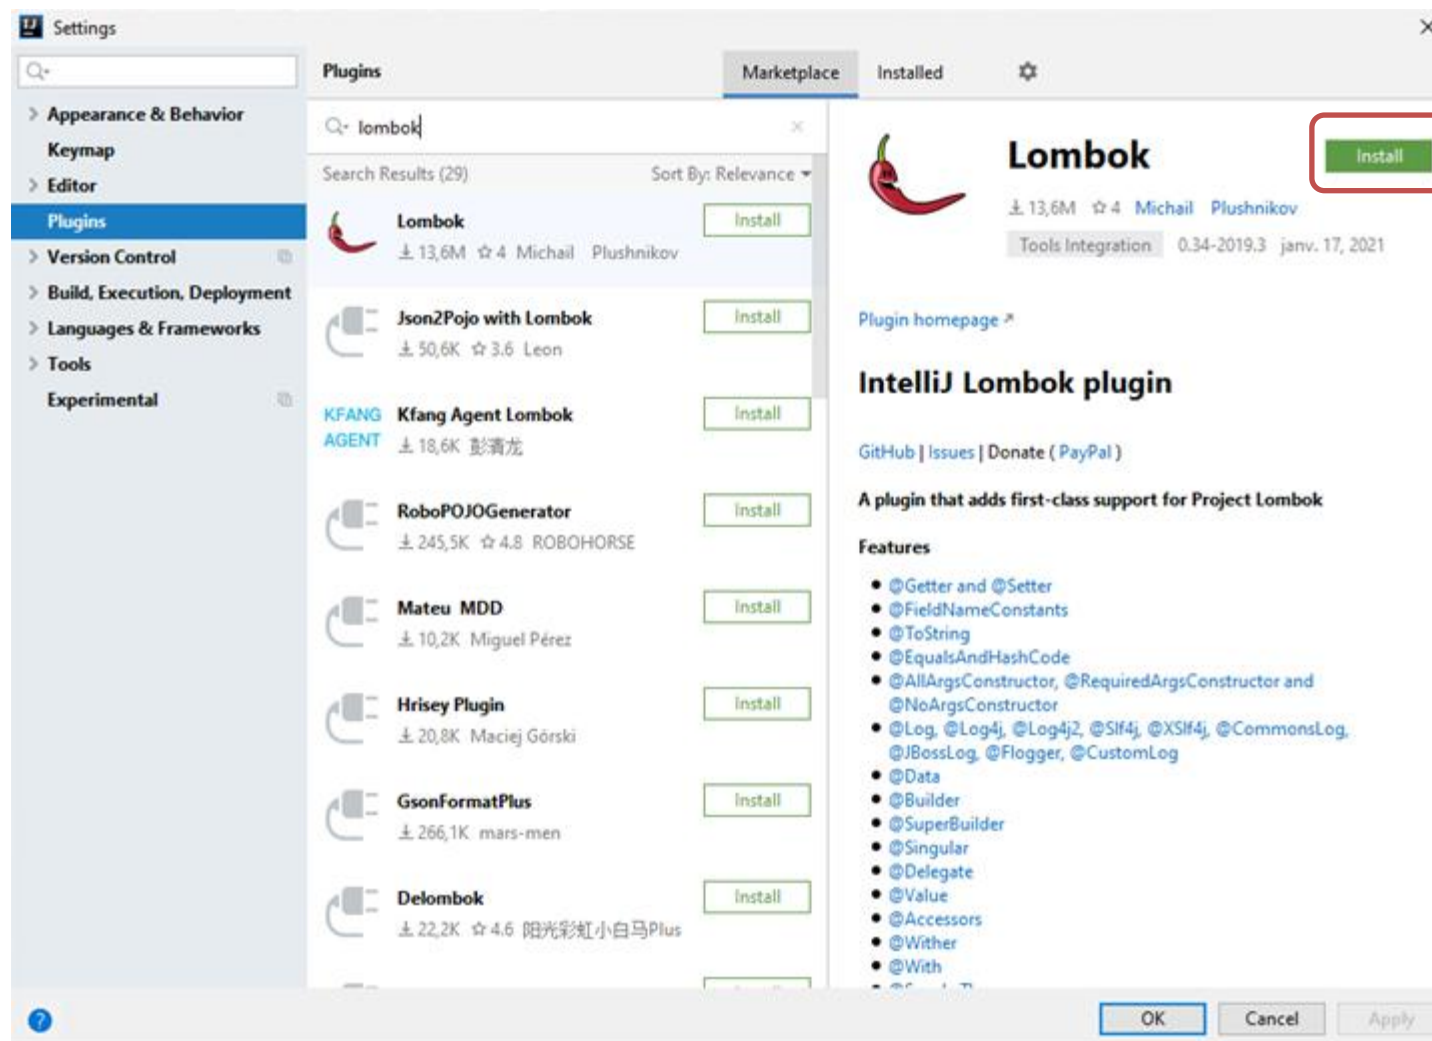 Settings
Plugins
Marketplace
Installed
Appearance & Behavior
Keymap
Editor
Plugins
Version Control
Build, Execution, Deployment
Languages & Frameworks
Tools
Experimental
lombok
Search Results (29)
Sort By: Relevance
Lombok
13,6M 4 Michail Plushnikov
Install
Json2Pojo with Lombok
50,6K 3.6 Leon
Install
KFANG
AGENT
Kfang Agent Lombok
18,6K 彭清龙
Install
RoboPOJOGenerator
245,5K 4.8 ROBOHORSE
Install
Mateu MDD
10,2K Miguel Pérez
Install
Hrisey Plugin
20,8K Maciej Górski
Install
GsonFormatPlus
266,1K mars-men
Install
Delombok
22,2K 4.6 阳光彩虹小白马Plus
Install
Lombok
Install
13,6M 4 Michail Plushnikov
Tools Integration 0.34-2019.3 janv. 17, 2021
Plugin homepage
IntelliJ Lombok plugin
GitHub | Issues | Donate ( PayPal )
A plugin that adds first-class support for Project Lombok
Features
@Getter and @Setter
@FieldNameConstants
@ToString
@EqualsAndHashCode
@AllArgsConstructor, @RequiredArgsConstructor and
@NoArgsConstructor
@Log, @Log4j, @Log4j2, @Slf4j, @XSlf4j, @CommonsLog,
@JBossLog, @Flogger, @CustomLog
@Data
@Builder
@SuperBuilder
@Singular
@Delegate
@Value
@Accessors
@Wither
@With
?
OK
Cancel
Apply